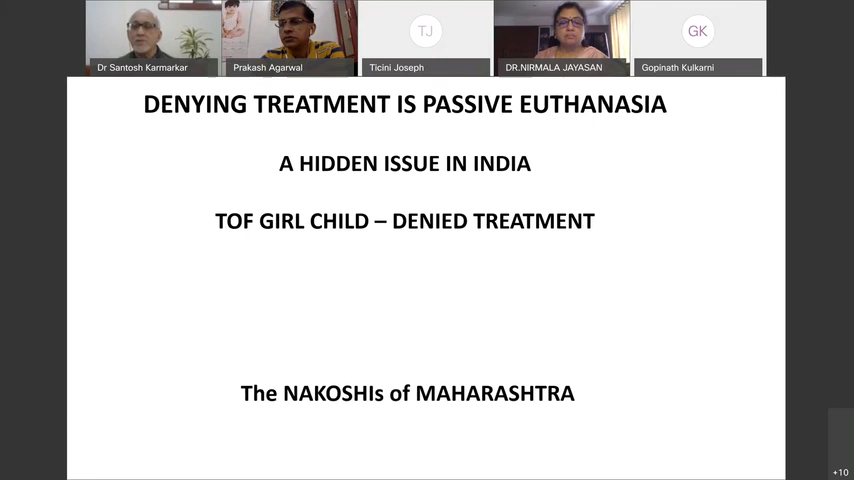 Dr Santosh Karmarkar
Prakash Agarwal
TJ
Ticini Joseph
DR.NIRMALA JAYASAN
GK
Gopinath Kulkarni
DENYING TREATMENT IS PASSIVE EUTHANASIA
A HIDDEN ISSUE IN INDIA
TOF GIRL CHILD – DENIED TREATMENT
The NAKOSHIs of MAHARASHTRA
+10